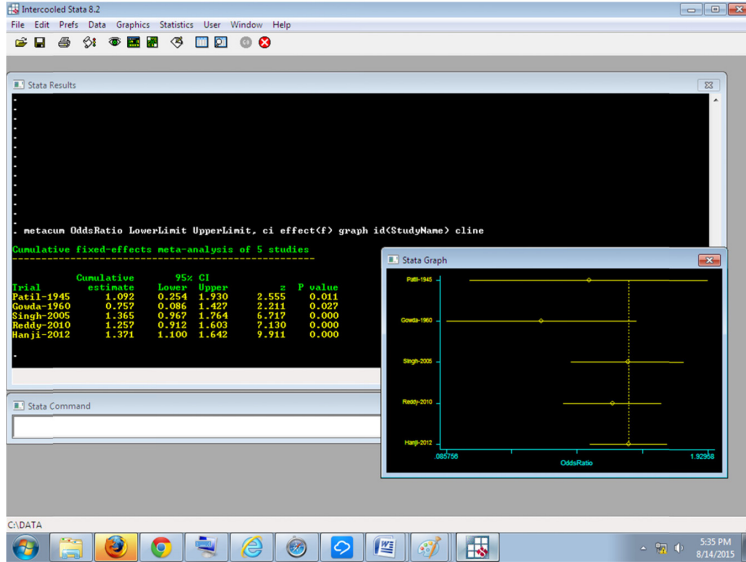 Intercooled Stata 8.2
File Edit Prefs Data Graphics Statistics User Window Help
Stata Results
. metacum OddsRatio LowerLimit UpperLimit, ci effect(f) graph id(StudyName) cline
Cumulative fixed-effects meta-analysis of 5 studies
Cumulative 95% CI
Trial estimate Lower Upper z P value
Patil-1945 1.092 0.254 1.930 2.555 0.011
Gowda-1960 0.757 0.086 1.427 2.211 0.027
Singh-2005 1.365 0.967 1.764 6.717 0.000
Reddy-2010 1.257 0.912 1.603 7.130 0.000
Hanji-2012 1.371 1.100 1.642 9.911 0.000
.
Stata Graph
Patil-1945
Gowda-1960
Singh-2005
Reddy-2010
Hanji-2012
.085756
1.92958
OddsRatio
Stata Command
C:\DATA
5:35 PM
8/14/2015